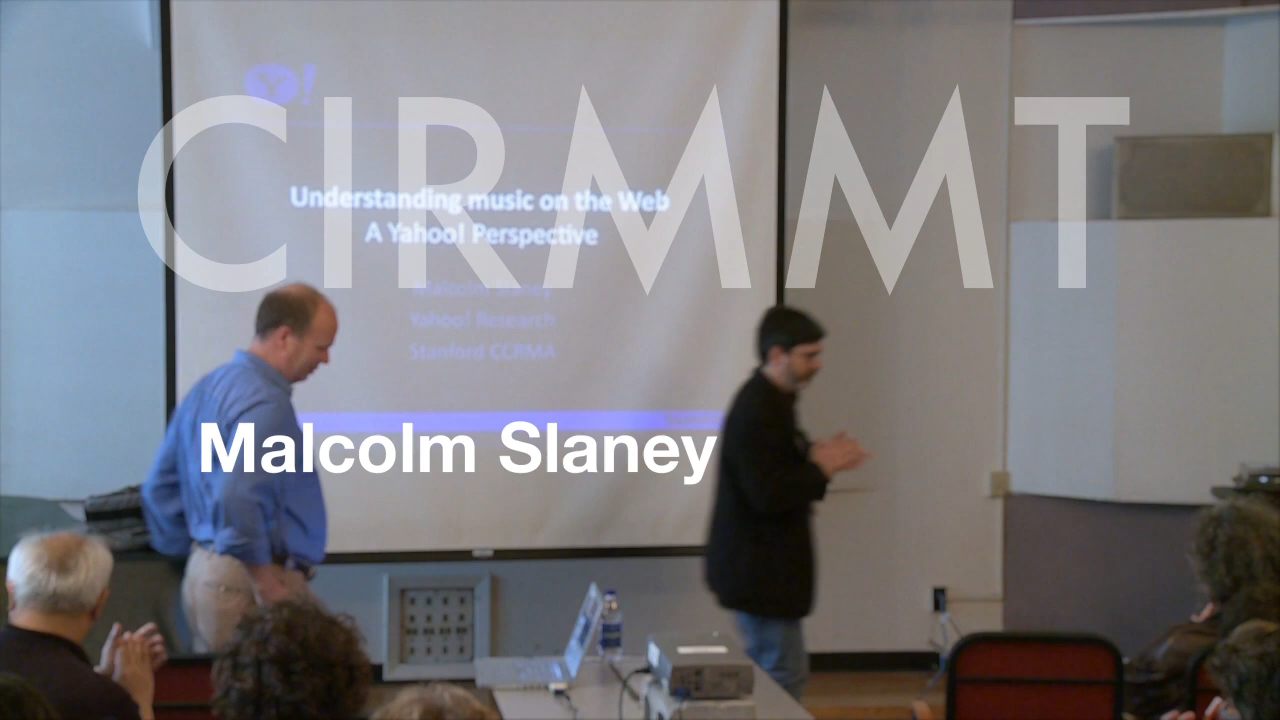 Y!
CIRMMT
Understanding music on the Web
A Yahoo! Perspective
Malcolm Slaney
Yahoo! Research
Stanford CCRMA
Malcolm Slaney